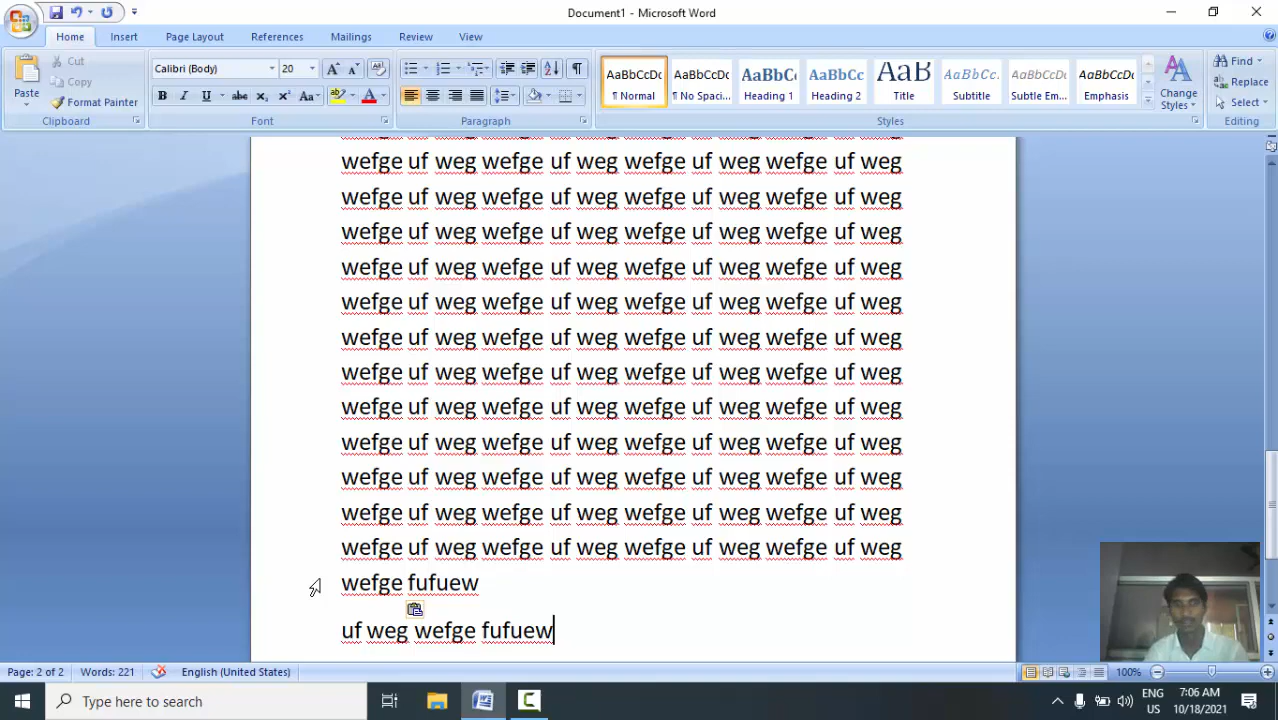 Document1 - Microsoft Word
Home Insert Page Layout References Mailings Review View
Paste
Cut
Copy
Format Painter
Clipboard
Calibri (Body) 20
B I U abc x₂ x² Aa
Font
Paragraph
AaBbCcDc
¶ Normal
AaBbCcDc
¶ No Spaci...
AaBbCc
Heading 1
AaBbCc
Heading 2
AaB
Title
AaBbCc.
Subtitle
AaBbCcDc
Subtle Em...
AaBbCcDc
Emphasis
Change
Styles
Styles
Find
Replace
Select
Editing
wefge uf weg wefge uf weg wefge uf weg wefge uf weg
wefge uf weg wefge uf weg wefge uf weg wefge uf weg
wefge uf weg wefge uf weg wefge uf weg wefge uf weg
wefge uf weg wefge uf weg wefge uf weg wefge uf weg
wefge uf weg wefge uf weg wefge uf weg wefge uf weg
wefge uf weg wefge uf weg wefge uf weg wefge uf weg
wefge uf weg wefge uf weg wefge uf weg wefge uf weg
wefge uf weg wefge uf weg wefge uf weg wefge uf weg
wefge uf weg wefge uf weg wefge uf weg wefge uf weg
wefge uf weg wefge uf weg wefge uf weg wefge uf weg
wefge uf weg wefge uf weg wefge uf weg wefge uf weg
wefge uf weg wefge uf weg wefge uf weg wefge uf weg
wefge fufuew
uf weg wefge fufuew
Page: 2 of 2 Words: 221 English (United States) 100%
Type here to search
ENG
US
7:06 AM
10/18/2021